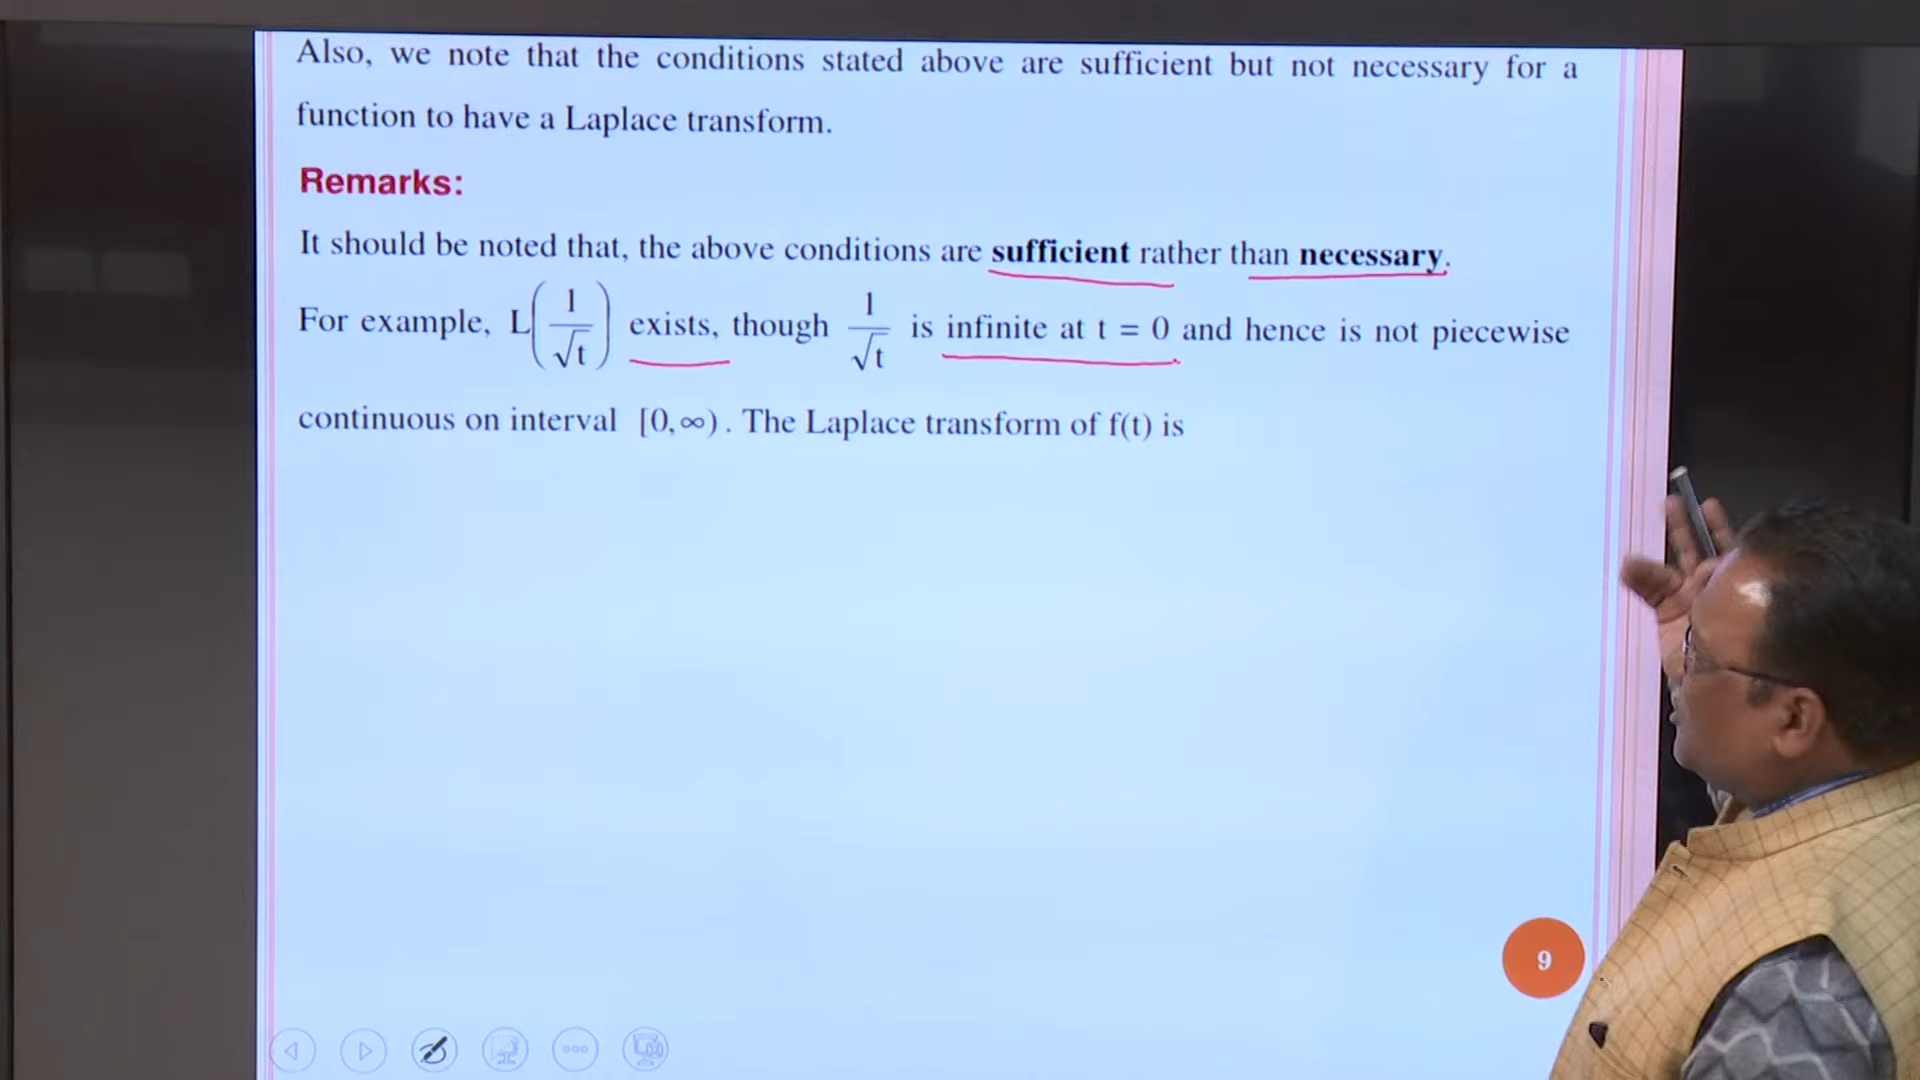 Also, we note that the conditions stated above are sufficient but not necessary for a
function to have a Laplace transform.
Remarks:
It should be noted that, the above conditions are sufficient rather than necessary.
For example, L(1/√t) exists, though 1/√t is infinite at t = 0 and hence is not piecewise
continuous on interval [0,∞). The Laplace transform of f(t) is
9